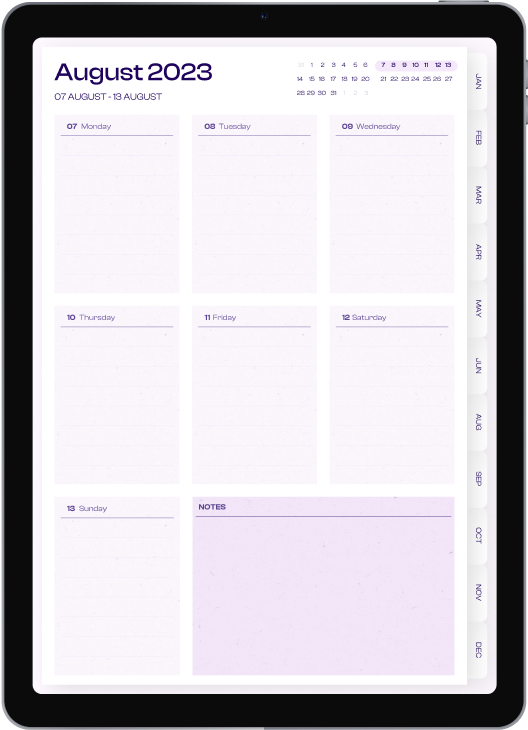 August 2023
07 AUGUST - 13 AUGUST
31 1 2 3 4 5 6 7 8 9 10 11 12 13
14 15 16 17 18 19 20 21 22 23 24 25 26 27
28 29 30 31 1 2 3
07 Monday
08 Tuesday
09 Wednesday
10 Thursday
11 Friday
12 Saturday
13 Sunday
NOTES
JAN
FEB
MAR
APR
MAY
JUN
AUG
SEP
OCT
NOV
DEC